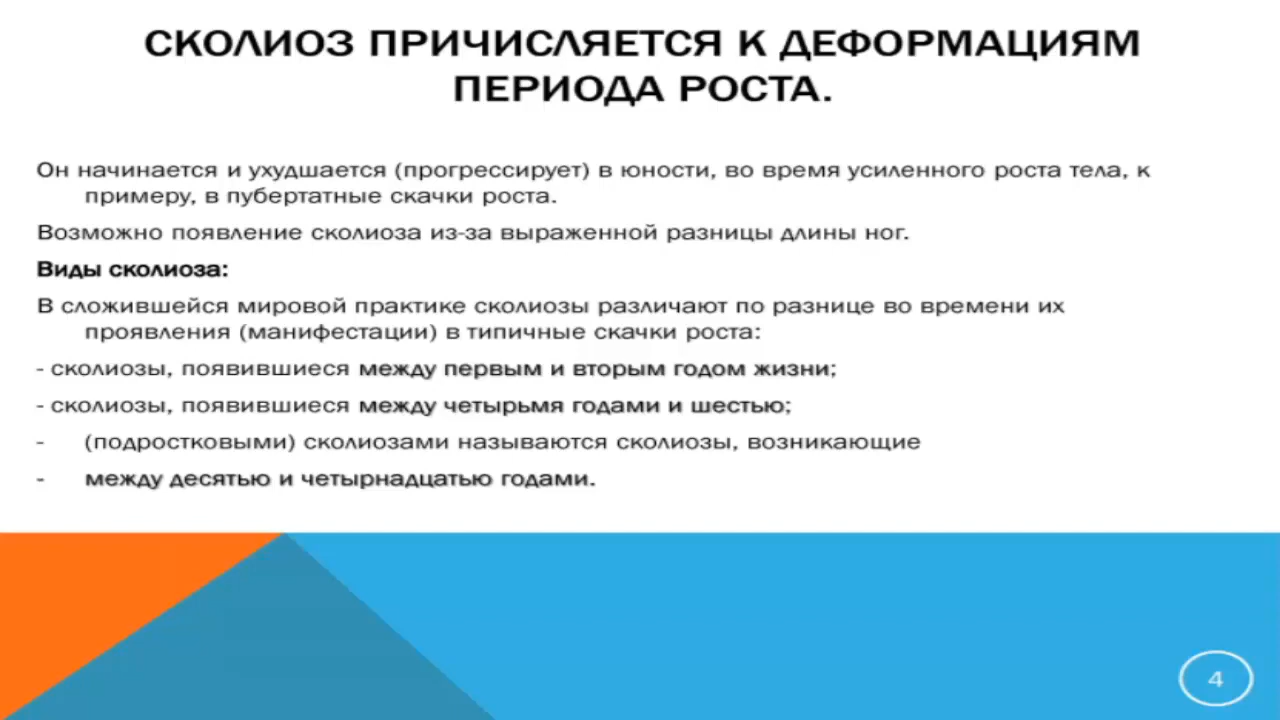 СКОЛИОЗ ПРИЧИСЛЯЕТСЯ К ДЕФОРМАЦИЯМ
ПЕРИОДА РОСТА.
Он начинается и ухудшается (прогрессирует) в юности, во время усиленного роста тела, к
примеру, в пубертатные скачки роста.
Возможно появление сколиоза из-за выраженной разницы длины ног.
Виды сколиоза:
В сложившейся мировой практике сколиозы различают по разнице во времени их
проявления (манифестации) в типичные скачки роста:
- сколиозы, появившиеся между первым и вторым годом жизни;
- сколиозы, появившиеся между четырьмя годами и шестью;
- (подростковыми) сколиозами называются сколиозы, возникающие
- между десятью и четырнадцатью годами.
4